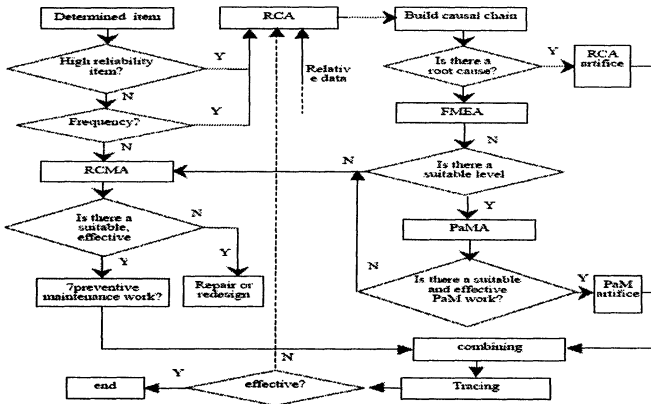 Determined item
High reliability
item?
Y
N
Frequency?
Y
N
RCMA
Is there a
suitable,
effective
N
Y
Y
7preventive
maintenance work?
Repair or
redesign
RCA
Relativ
e data
Build causal chain
Is there a
root cause?
Y
RCA
artifice
N
FMEA
N
Is there a
suitable level
N
Y
PaMA
N
Is there a suitable
and effective
PaM work?
Y
PaM
artifice
combining
Tracing
effective?
N
Y
end